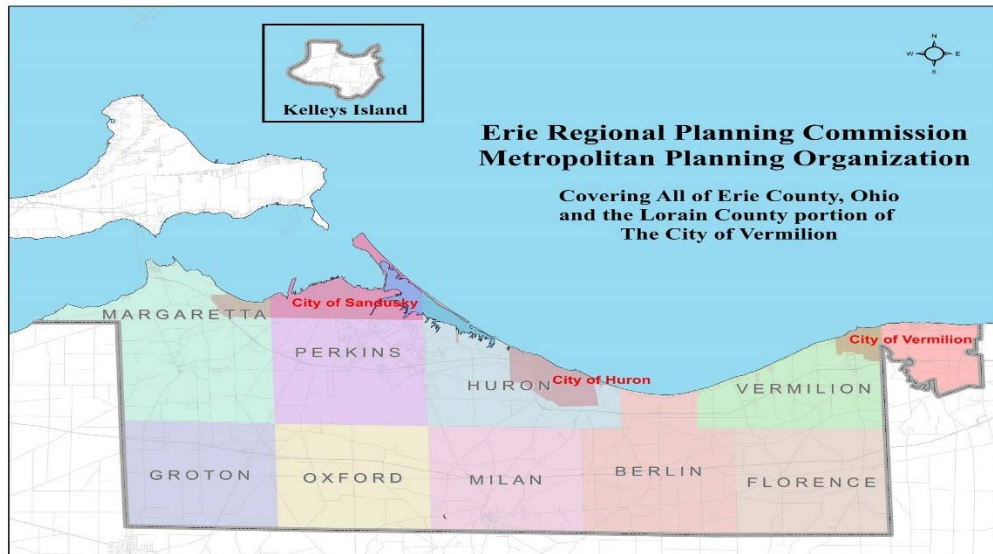 N
W E
S
Kelleys Island
Erie Regional Planning Commission
Metropolitan Planning Organization
Covering All of Erie County, Ohio
and the Lorain County portion of
The City of Vermilion
City of Sandusky
MARGARETTA
PERKINS
City of Vermilion
HURON
City of Huron
VERMILION
GROTON
OXFORD
MILAN
BERLIN
FLORENCE